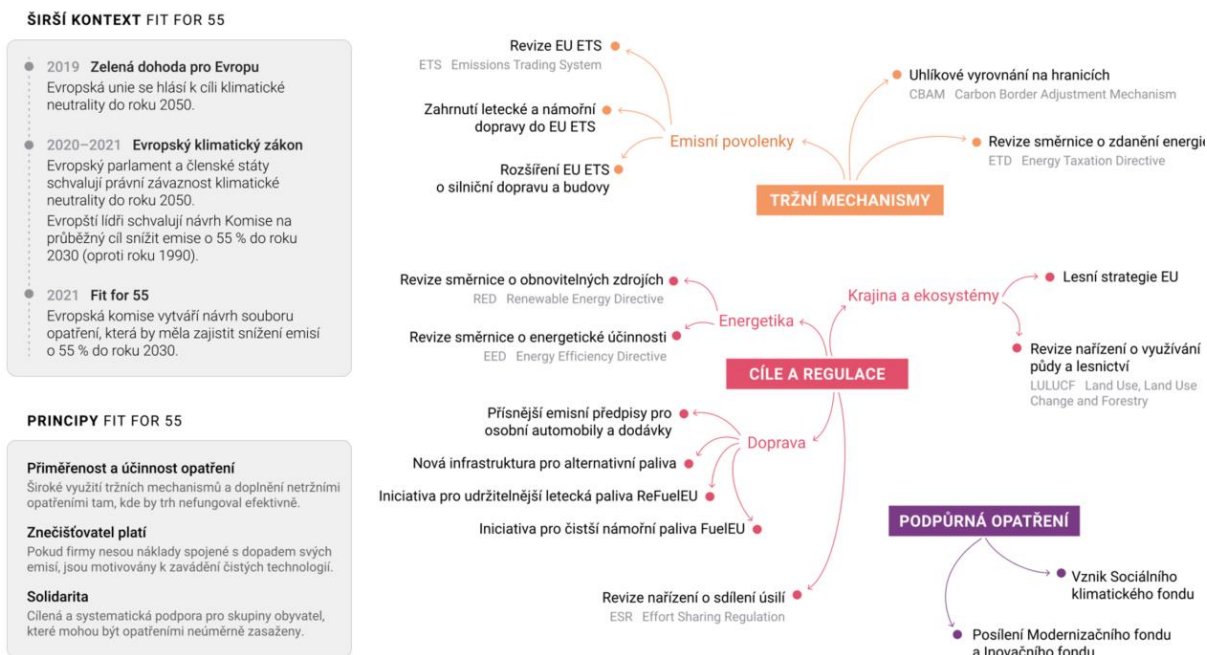 ŠIRŠÍ KONTEXT FIT FOR 55
2019 Zelená dohoda pro Evropu
Evropská unie se hlásí k cíli klimatické
neutrality do roku 2050.
2020–2021 Evropský klimatický zákon
Evropský parlament a členské státy
schvalují právní závaznost klimatické
neutrality do roku 2050.
Evropští lídři schvalují návrh Komise na
průběžný cíl snížit emise o 55 % do roku
2030 (oproti roku 1990).
2021 Fit for 55
Evropská komise vytváří návrh souboru
opatření, která by měla zajistit snížení emisí
o 55 % do roku 2030.
PRINCIPY FIT FOR 55
Přiměřenost a účinnost opatření
Široké využití tržních mechanismů a doplnění netržními
opatřeními tam, kde by trh nefungoval efektivně.
Znečišťovatel platí
Pokud firmy nesou náklady spojené s dopadem svých
emisí, jsou motivovány k zavádění čistých technologií.
Solidarita
Cílená a systematická podpora pro skupiny obyvatel,
které mohou být opatřeními neúměrně zasaženy.
Revize EU ETS
ETS Emissions Trading System
Zahrnutí letecké a námořní
dopravy do EU ETS
Rozšíření EU ETS
o silniční dopravu a budovy
Emisní povolenky
Uhlíkové vyrovnání na hranicích
CBAM Carbon Border Adjustment Mechanism
Revize směrnice o zdanění energie
ETD Energy Taxation Directive
TRŽNÍ MECHANISMY
Revize směrnice o obnovitelných zdrojích
RED Renewable Energy Directive
Revize směrnice o energetické účinnosti
EED Energy Efficiency Directive
Energetika
Krajina a ekosystémy
Lesní strategie EU
Revize nařízení o využívání
půdy a lesnictví
LULUCF Land Use, Land Use
Change and Forestry
CÍLE A REGULACE
Přísnější emisní předpisy pro
osobní automobily a dodávky
Doprava
Nová infrastruktura pro alternativní paliva
Iniciativa pro udržitelnější letecká paliva ReFuelEU
Iniciativa pro čistší námořní paliva FuelEU
Revize nařízení o sdílení úsilí
ESR Effort Sharing Regulation
PODPŮRNÁ OPATŘENÍ
Vznik Sociálního
klimatického fondu
Posílení Modernizačního fondu
a Inovačního fondu